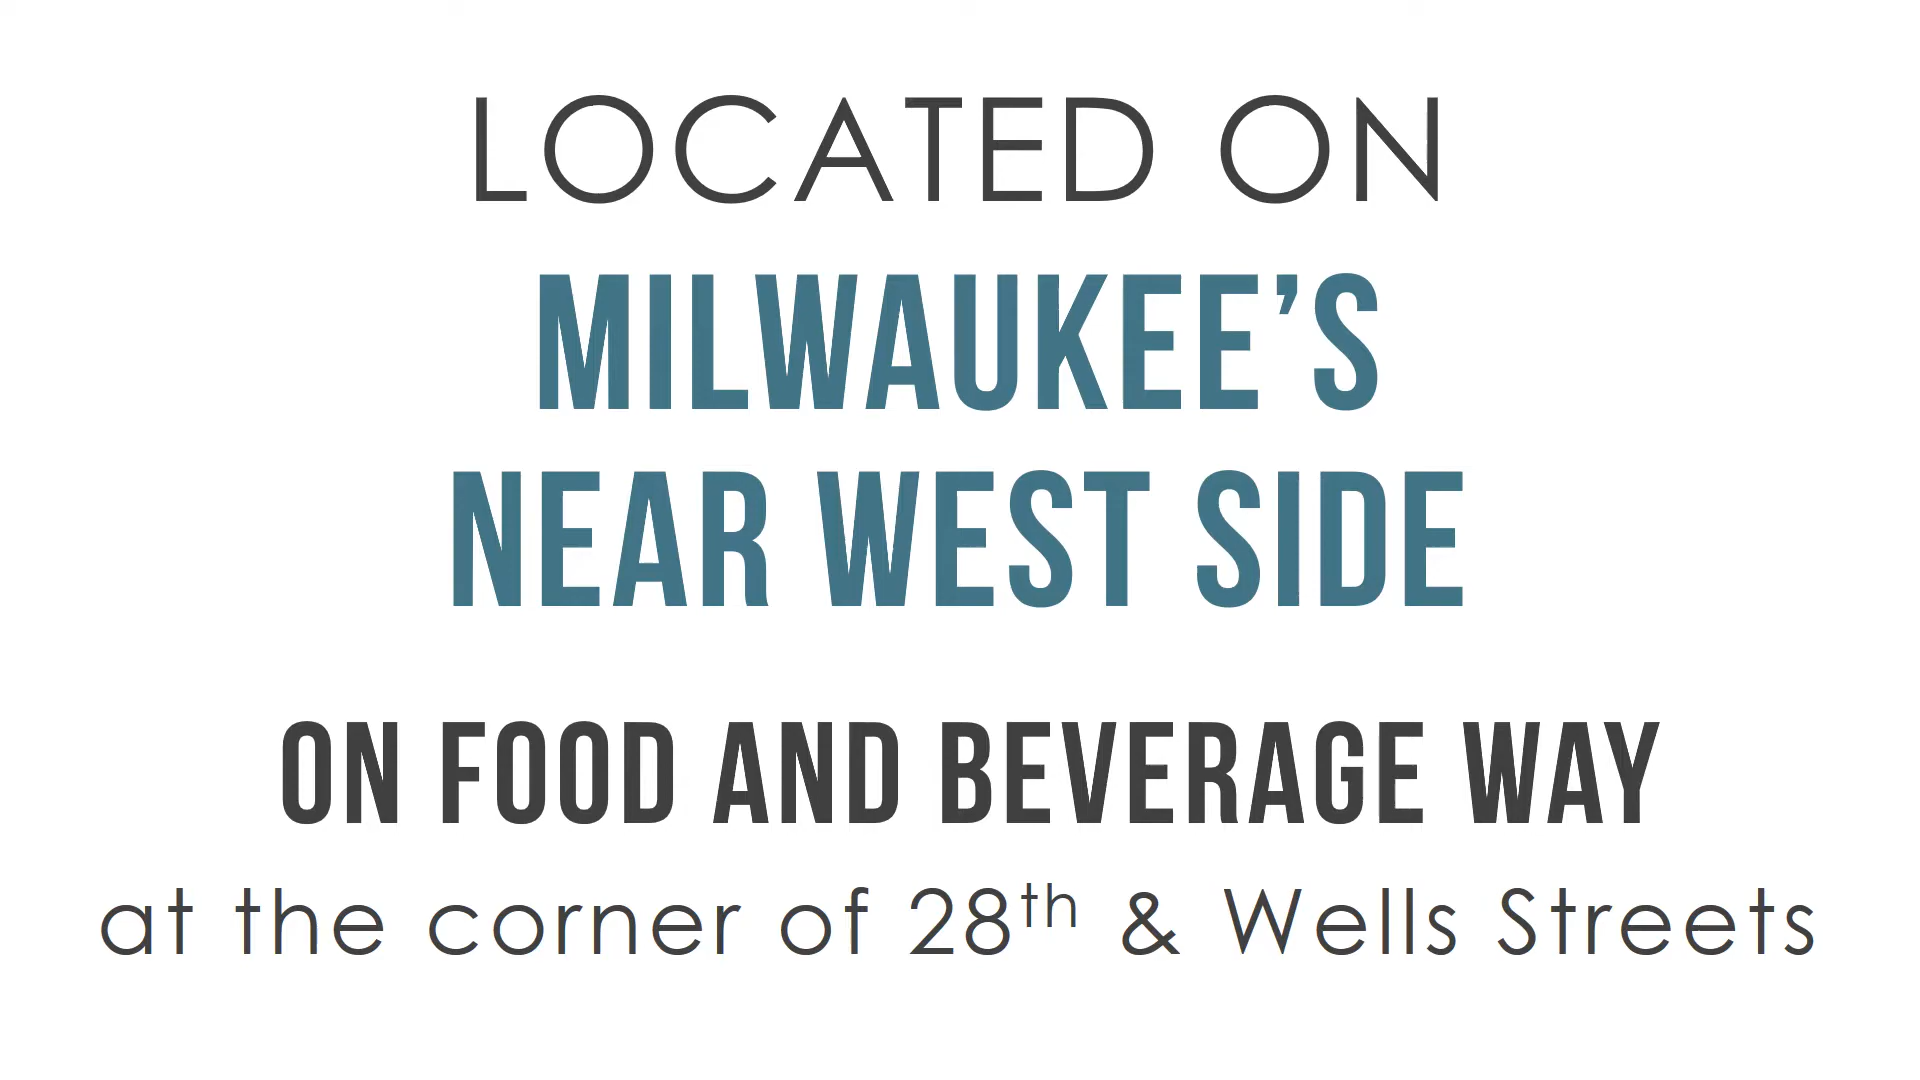 LOCATED ON
MILWAUKEE’S
NEAR WEST SIDE
ON FOOD AND BEVERAGE WAY
at the corner of 28th & Wells Streets